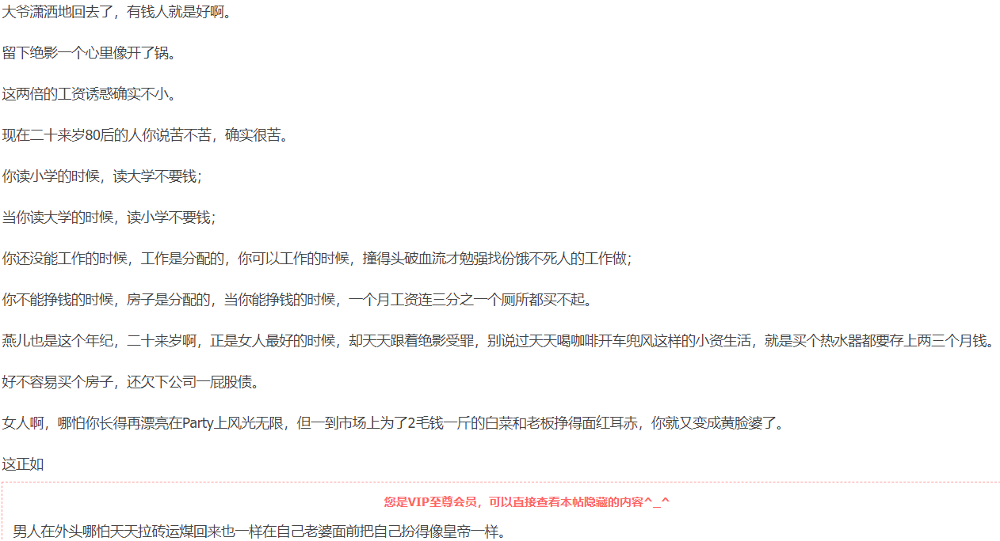 大爷潇洒地回去了，有钱人就是好啊。
留下绝影一个心里像开了锅。
这两倍的工资诱惑确实不小。
现在二十来岁80后的人你说苦不苦，确实很苦。
你读小学的时候，读大学不要钱；
当你读大学的时候，读小学不要钱；
你还没能工作的时候，工作是分配的，你可以工作的时候，撞得头破血流才勉强找份饿不死人的工作做；
你不能挣钱的时候，房子是分配的，当你能挣钱的时候，一个月工资连三分之一个厕所都买不起。
燕儿也是这个年纪，二十来岁啊，正是女人最好的时候，却天天跟着绝影受罪，别说过天天喝咖啡开车兜风这样的小资生活，就是买个热水器都要存上两三个月钱。
好不容易买个房子，还欠下公司一屁股债。
女人啊，哪怕你长得再漂亮在Party上风光无限，但一到市场上为了2毛钱一斤的白菜和老板挣得面红耳赤，你就又变成黄脸婆了。
这正如
您是VIP至尊会员，可以直接查看本帖隐藏的内容^_^
男人在外头哪怕天天拉砖运煤回来也一样在自己老婆面前把自己扮得像皇帝一样。